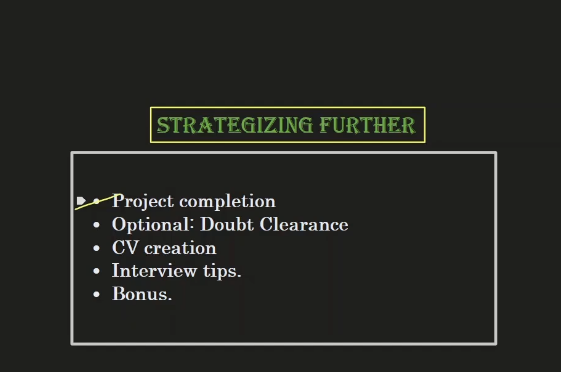 STRATEGIZING FURTHER
• Project completion
• Optional: Doubt Clearance
• CV creation
• Interview tips.
• Bonus.